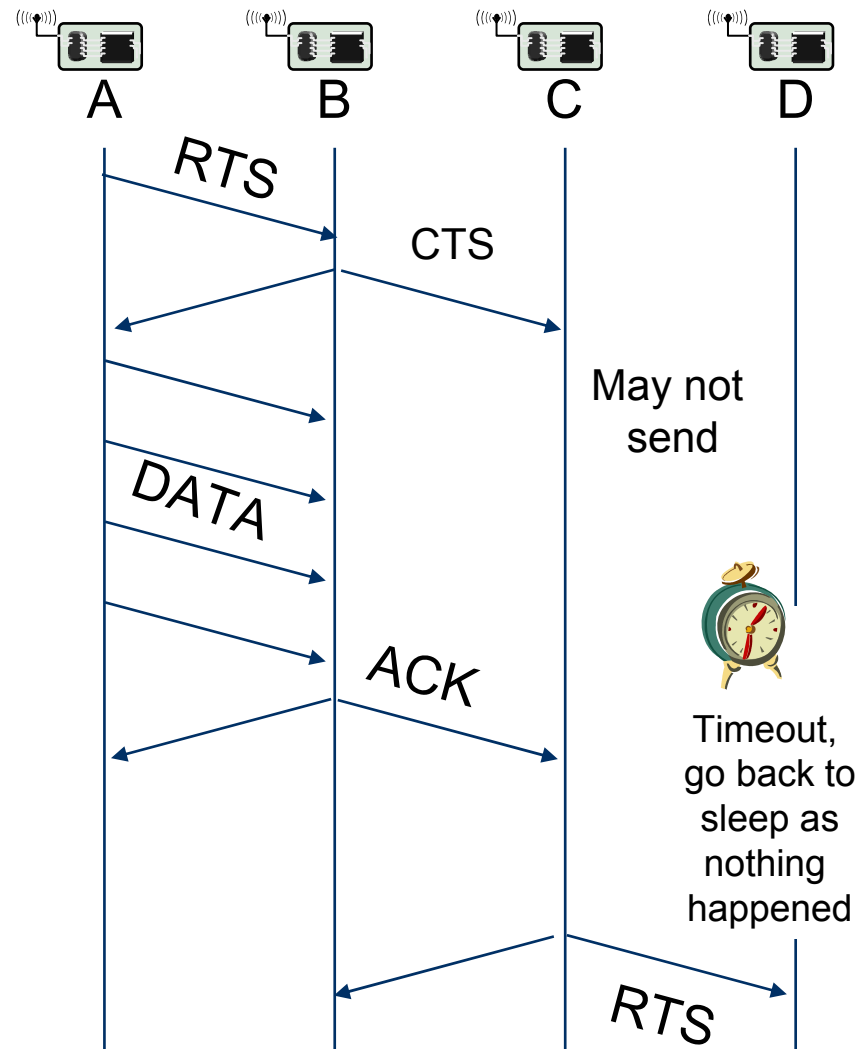 A
B
C
D
RTS
CTS
May not
send
DATA
ACK
Timeout,
go back to
sleep as
nothing
happened
RTS